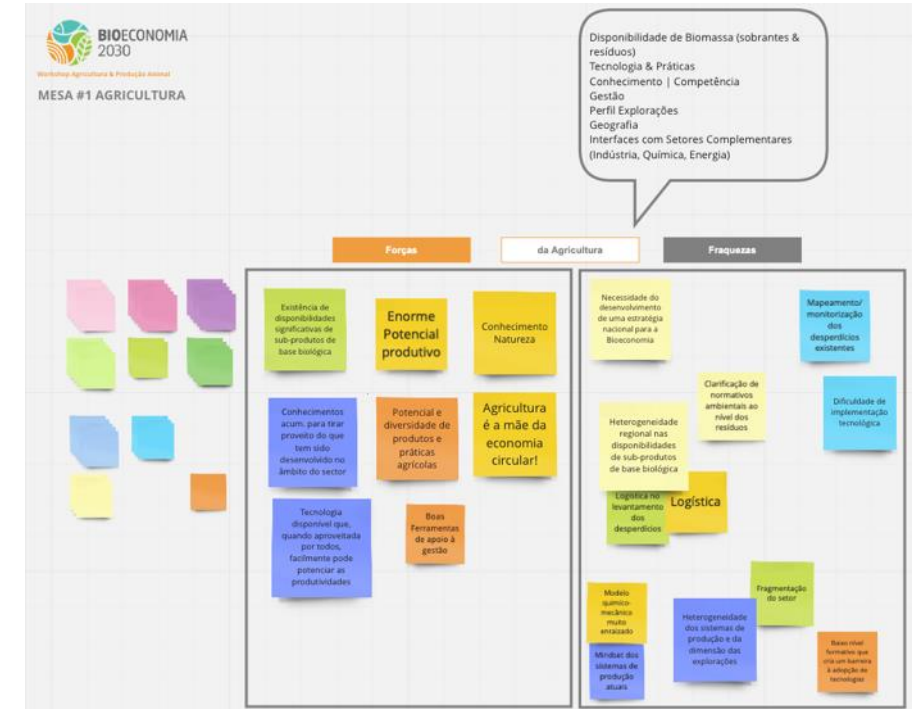 BIOECONOMIA
2030
Workshop Agricultura & Produção Animal
MESA #1 AGRICULTURA
Disponibilidade de Biomassa (sobrantes &
resíduos)
Tecnologia & Práticas
Conhecimento | Competência
Gestão
Perfil Explorações
Geografia
Interfaces com Setores Complementares
(Indústria, Química, Energia)
Forças
da Agricultura
Fraquezas
Existência de
disponibilidades
significativas de
sub-produtos de
base biológica
Enorme
Potencial
produtivo
Conhecimento
Natureza
Conhecimentos
acum. para tirar
proveito do que
tem sido
desenvolvido no
âmbito do sector
Potencial e
diversidade de
produtos e
práticas
agrícolas
Agricultura
é a mãe da
economia
circular!
Tecnologia
disponível que,
quando aproveitada
por todos,
facilmente pode
potenciar as
produtividades
Boas
Ferramentas
de apoio à
gestão
Necessidade do
desenvolvimento
de uma estratégia
nacional para a
Bioeconomia
Mapeamento/
monitorização
dos
desperdícios
existentes
Clarificação de
normativos
ambientais ao
nível dos
resíduos
Dificuldade de
implementação
tecnológica
Heterogeneidade
regional nas
disponibilidades
de sub-produtos
de base biológica
Logística no
levantamento
dos
desperdícios
Logística
Modelo
químico-
mecânico
muito
enraizado
Mindset dos
sistemas de
produção
atuais
Heterogeneidade
dos sistemas de
produção e da
dimensão das
explorações
Fragmentação
do setor
Baixo nível
formativo que
cria um barreira
à adopção de
tecnologias